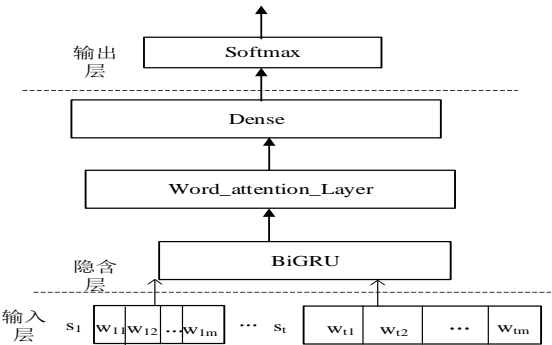 输出层
Softmax
Dense
Word_attention_Layer
隐含层
BiGRU
输入层
s1 w11 w12 … w1m … st wt1 wt2 … wtm